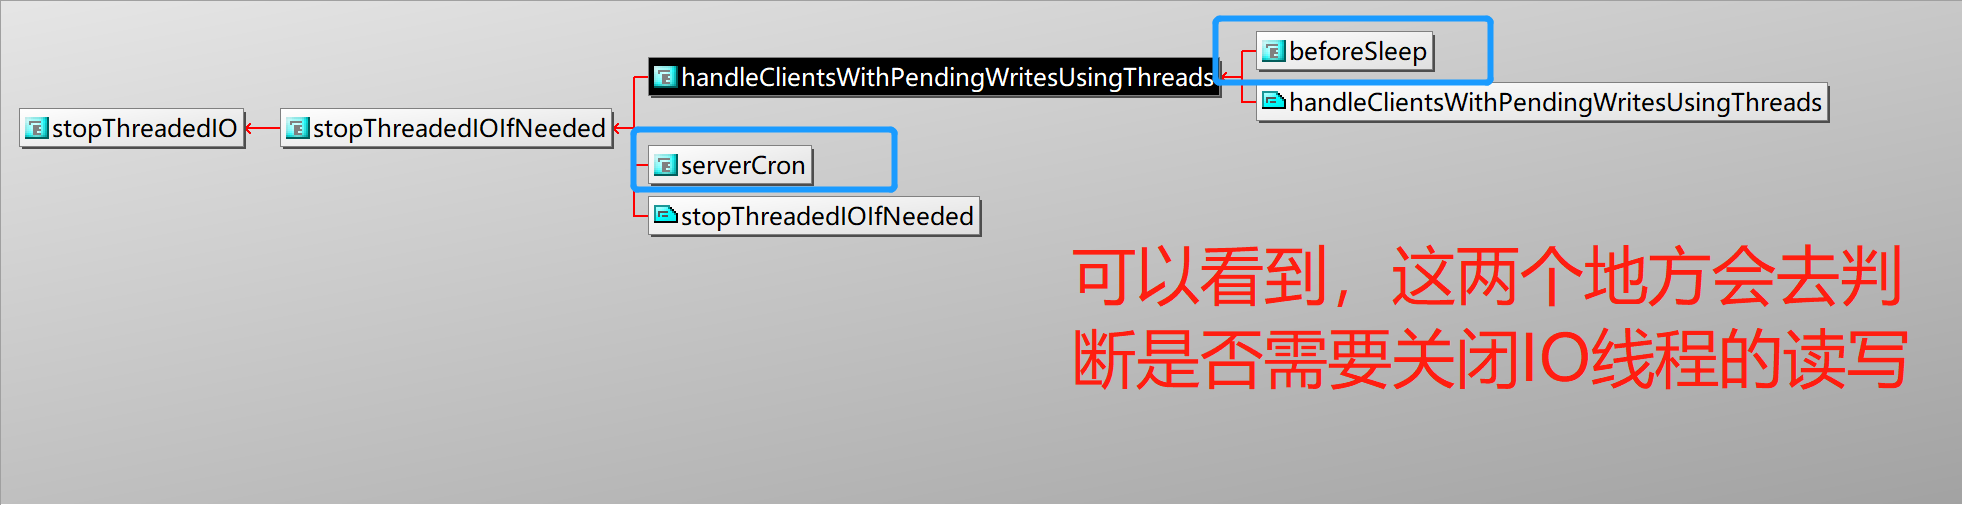 beforeSleep
handleClientsWithPendingWritesUsingThreads
handleClientsWithPendingWritesUsingThreads
stopThreadedIO
stopThreadedIOIfNeeded
serverCron
stopThreadedIOIfNeeded
可以看到，这两个地方会去判
断是否需要关闭IO线程的读写